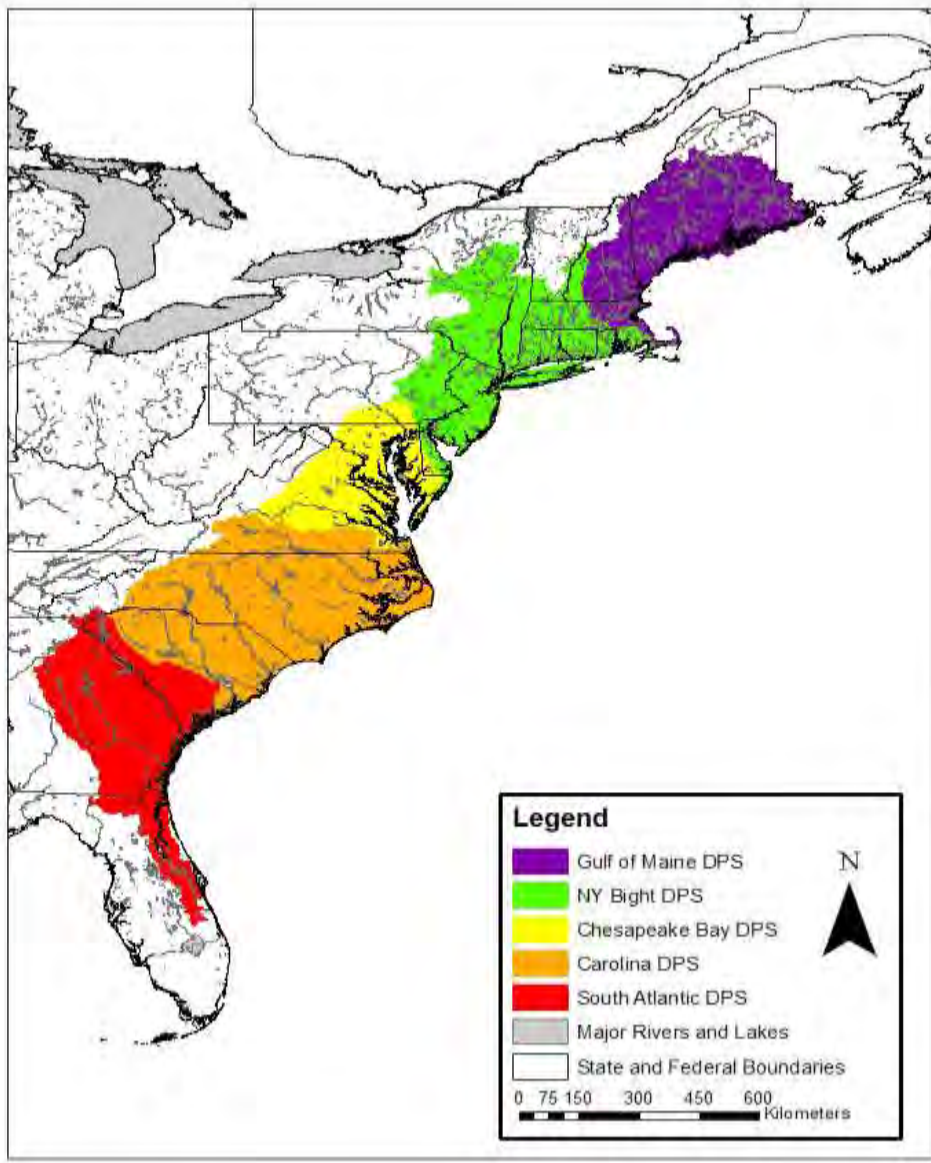 Legend
Gulf of Maine DPS
N
NY Bight DPS
Chesapeake Bay DPS
Carolina DPS
South Atlantic DPS
Major Rivers and Lakes
State and Federal Boundaries
0 75 150 300 450 600
Kilometers